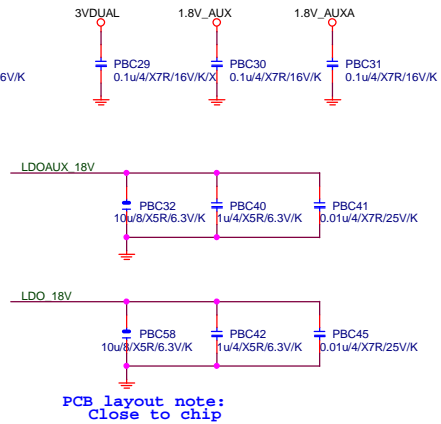 3VDUAL 1.8V_AUX 1.8V_AUXA
PBC29 PBC30 PBC31
6V/K 0.1u/4/X7R/16V/K/X 0.1u/4/X7R/16V/K 0.1u/4/X7R/16V/K
LDOAUX_18V
PBC32 PBC40 PBC41
10u/8/X5R/6.3V/K 1u/4/X5R/6.3V/K 0.01u/4/X7R/25V/K
LDO_18V
PBC58 PBC42 PBC45
10u/8/X5R/6.3V/K 1u/4/X5R/6.3V/K 0.01u/4/X7R/25V/K
PCB layout note:
Close to chip